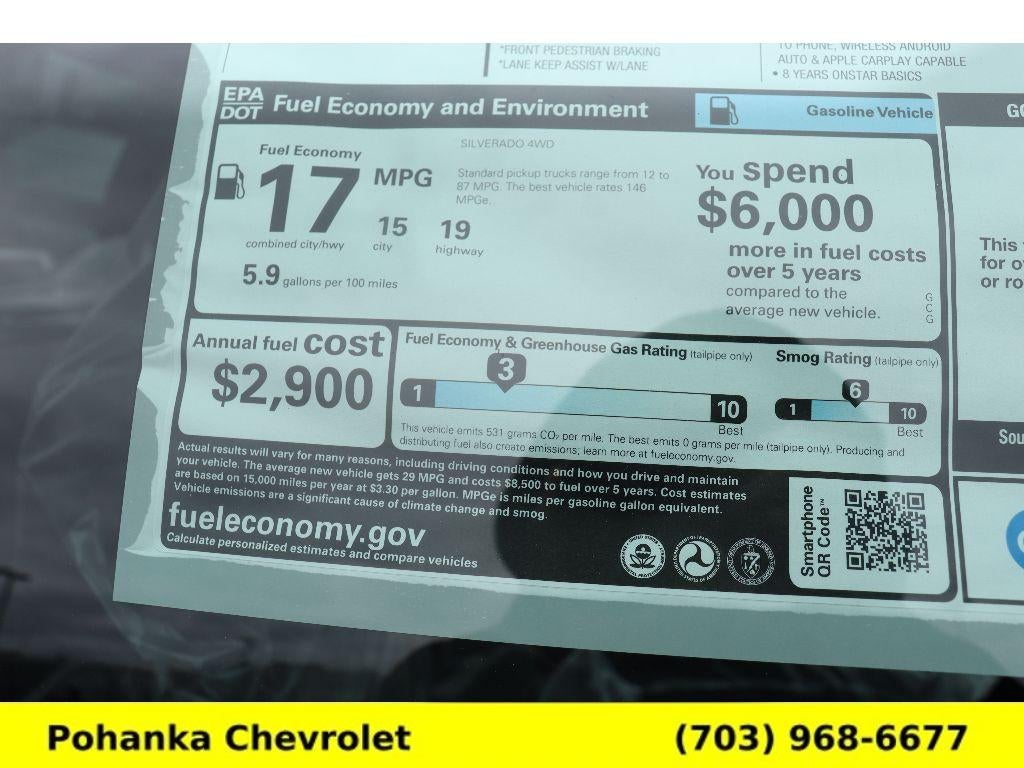 *FRONT PEDESTRIAN BRAKING
*LANE KEEP ASSIST W/LANE
TO PHONE, WIRELESS ANDROID
AUTO & APPLE CARPLAY CAPABLE
• 8 YEARS ONSTAR BASICS
EPA
DOT
Fuel Economy and Environment
Gasoline Vehicle
Fuel Economy
SILVERADO 4WD
17
MPG
Standard pickup trucks range from 12 to
87 MPG. The best vehicle rates 146
MPGe.
15
19
combined city/hwy
city
highway
5.9 gallons per 100 miles
You spend
$6,000
more in fuel costs
over 5 years
compared to the
average new vehicle.
G
C
G
This
or ro
Annual fuel cost
$2,900
Fuel Economy & Greenhouse Gas Rating (tailpipe only)
Smog Rating (tailpipe only)
3
6
1
10
1
10
Best
Best
This vehicle emits 531 grams CO₂ per mile. The best emits 0 grams per mile (tailpipe only). Producing and
distributing fuel also create emissions; learn more at fueleconomy.gov.
Actual results will vary for many reasons, including driving conditions and how you drive and maintain
your vehicle. The average new vehicle gets 29 MPG and costs $8,500 to fuel over 5 years. Cost estimates
are based on 15,000 miles per year at $3.30 per gallon. MPGe is miles per gasoline gallon equivalent.
Vehicle emissions are a significant cause of climate change and smog.
fueleconomy.gov
Calculate personalized estimates and compare vehicles
Smartphone
QR Code™
Sou
Pohanka Chevrolet
(703) 968-6677